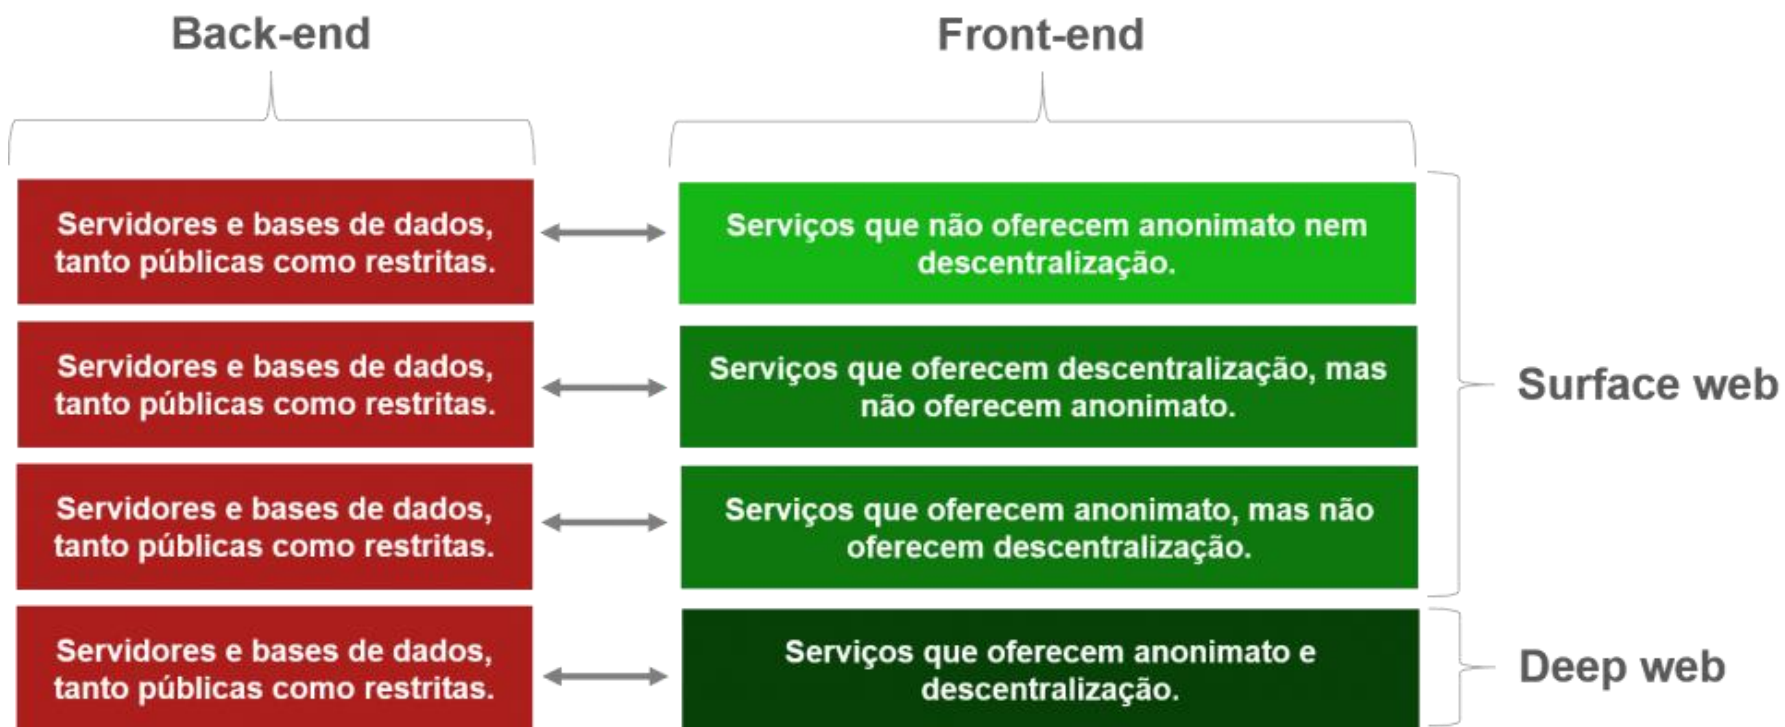 Back-end
Front-end
Servidores e bases de dados,
tanto públicas como restritas.
Serviços que não oferecem anonimato nem
descentralização.
Servidores e bases de dados,
tanto públicas como restritas.
Serviços que oferecem descentralização, mas
não oferecem anonimato.
Surface web
Servidores e bases de dados,
tanto públicas como restritas.
Serviços que oferecem anonimato, mas não
oferecem descentralização.
Servidores e bases de dados,
tanto públicas como restritas.
Serviços que oferecem anonimato e
descentralização.
Deep web